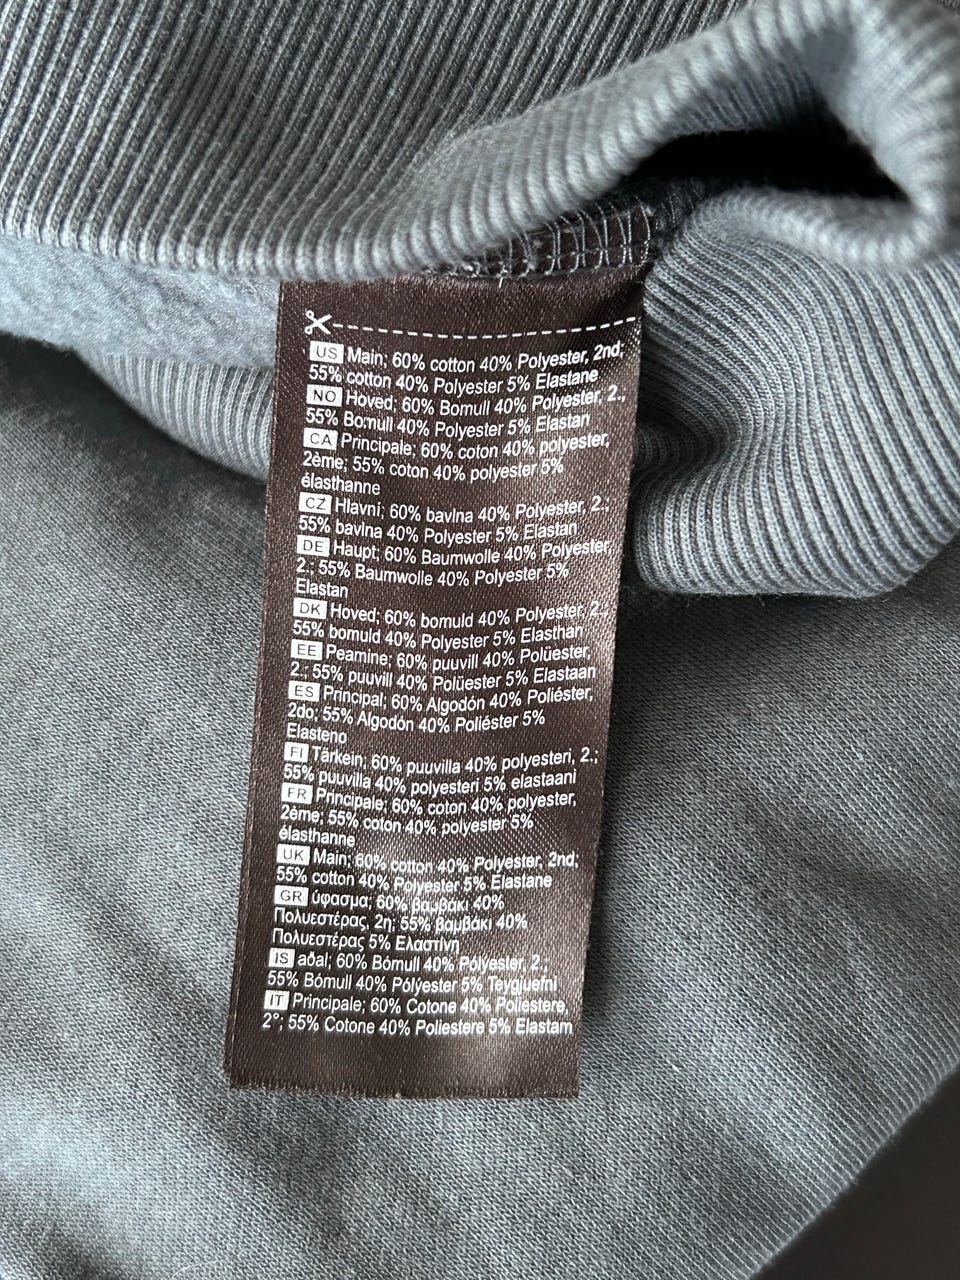 US Main; 60% cotton 40% Polyester, 2nd;
55% cotton 40% Polyester 5% Elastane
NO Hoved; 60% Bomull 40% Polyester, 2.,
55% Bomull 40% Polyester 5% Elastan
CA Principale; 60% coton 40% polyester,
2ème; 55% coton 40% polyester 5%
élasthanne
CZ Hlavní; 60% bavlna 40% Polyester, 2.;
55% bavlna 40% Polyester 5% Elastan
DE Haupt; 60% Baumwolle 40% Polyester,
2.; 55% Baumwolle 40% Polyester 5%
Elastan
DK Hoved; 60% bomuld 40% Polyester, 2.;
55% bomuld 40% Polyester 5% Elasthan
EE Peamine; 60% puuvill 40% Polüester,
2.; 55% puuvill 40% Polüester 5% Elastaan
ES Principal; 60% Algodón 40% Poliéster,
2do; 55% Algodón 40% Poliéster 5%
Elasteno
FI Tärkein; 60% puuvilla 40% polyesteri, 2.;
55% puuvilla 40% polyesteri 5% elastaani
FR Principale; 60% coton 40% polyester,
2ème; 55% coton 40% polyester 5%
élasthanne
UK Main; 60% cotton 40% Polyester, 2nd;
55% cotton 40% Polyester 5% Elastane
GR ύφασμα; 60% βαμβάκι 40%
Πολυεστέρας, 2η; 55% βαμβάκι 40%
Πολυεστέρας 5% Ελαστίνη
IS aðal; 60% Bómull 40% Pólýester, 2.;
55% Bómull 40% Pólýester 5% Teygjuefni
IT Principale; 60% Cotone 40% Poliestere,
2°; 55% Cotone 40% Poliestere 5% Elastam